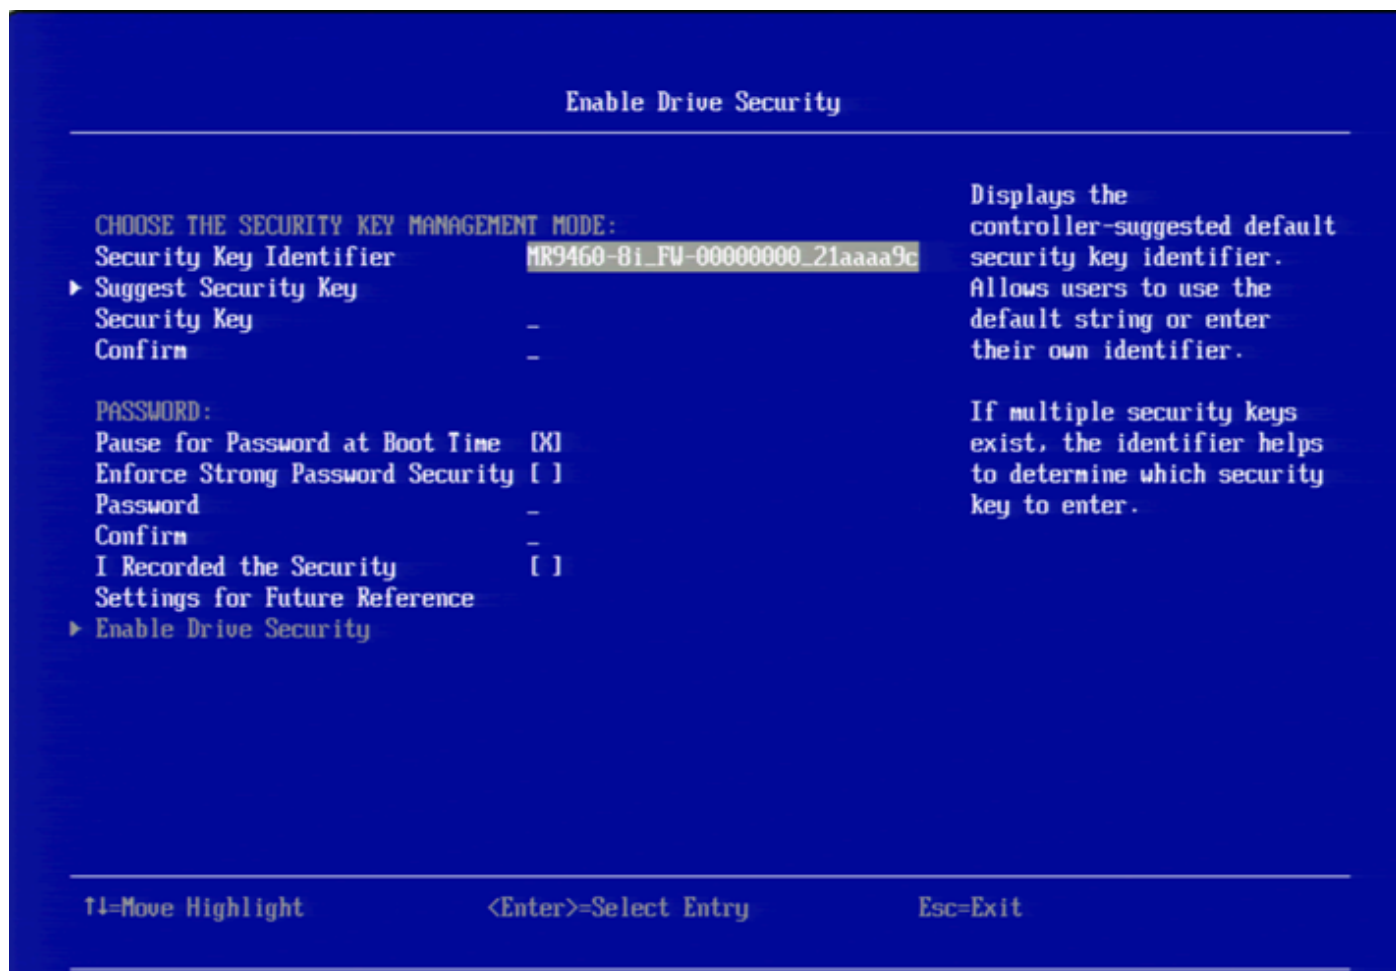 Enable Drive Security
CHOOSE THE SECURITY KEY MANAGEMENT MODE:
Security Key Identifier MR9460-8i_FW-00000000_21aaaa9c
▶ Suggest Security Key
Security Key _
Confirm _
PASSWORD:
Pause for Password at Boot Time [X]
Enforce Strong Password Security [ ]
Password _
Confirm _
I Recorded the Security [ ]
Settings for Future Reference
▶ Enable Drive Security
Displays the
controller-suggested default
security key identifier.
Allows users to use the
default string or enter
their own identifier.
If multiple security keys
exist, the identifier helps
to determine which security
key to enter.
↑↓=Move Highlight <Enter>=Select Entry Esc=Exit